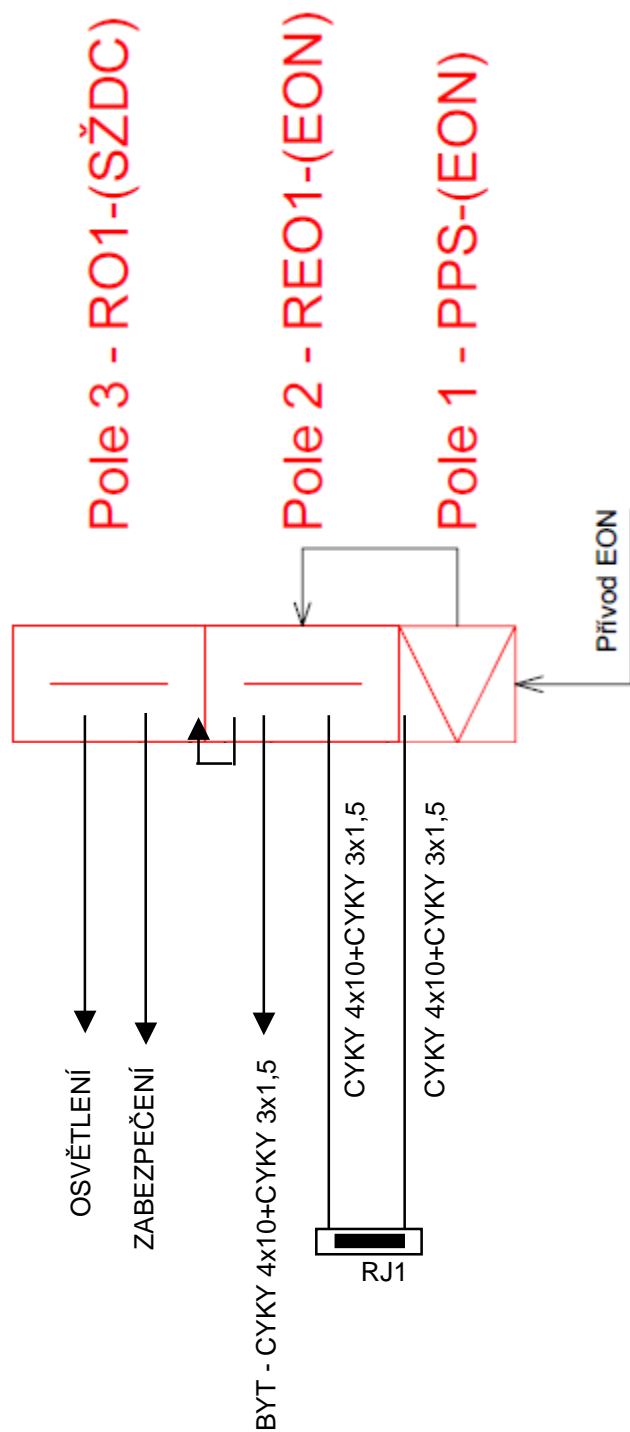 Pole 3 - RO1-(SŽDC)
Pole 2 - REO1-(EON)
Pole 1 - PPS-(EON)
Přívod EON
OSVĚTLENÍ
ZABEZPEČENÍ
BYT - CYKY 4x10+CYKY 3x1,5
CYKY 4x10+CYKY 3x1,5
CYKY 4x10+CYKY 3x1,5
RJ1